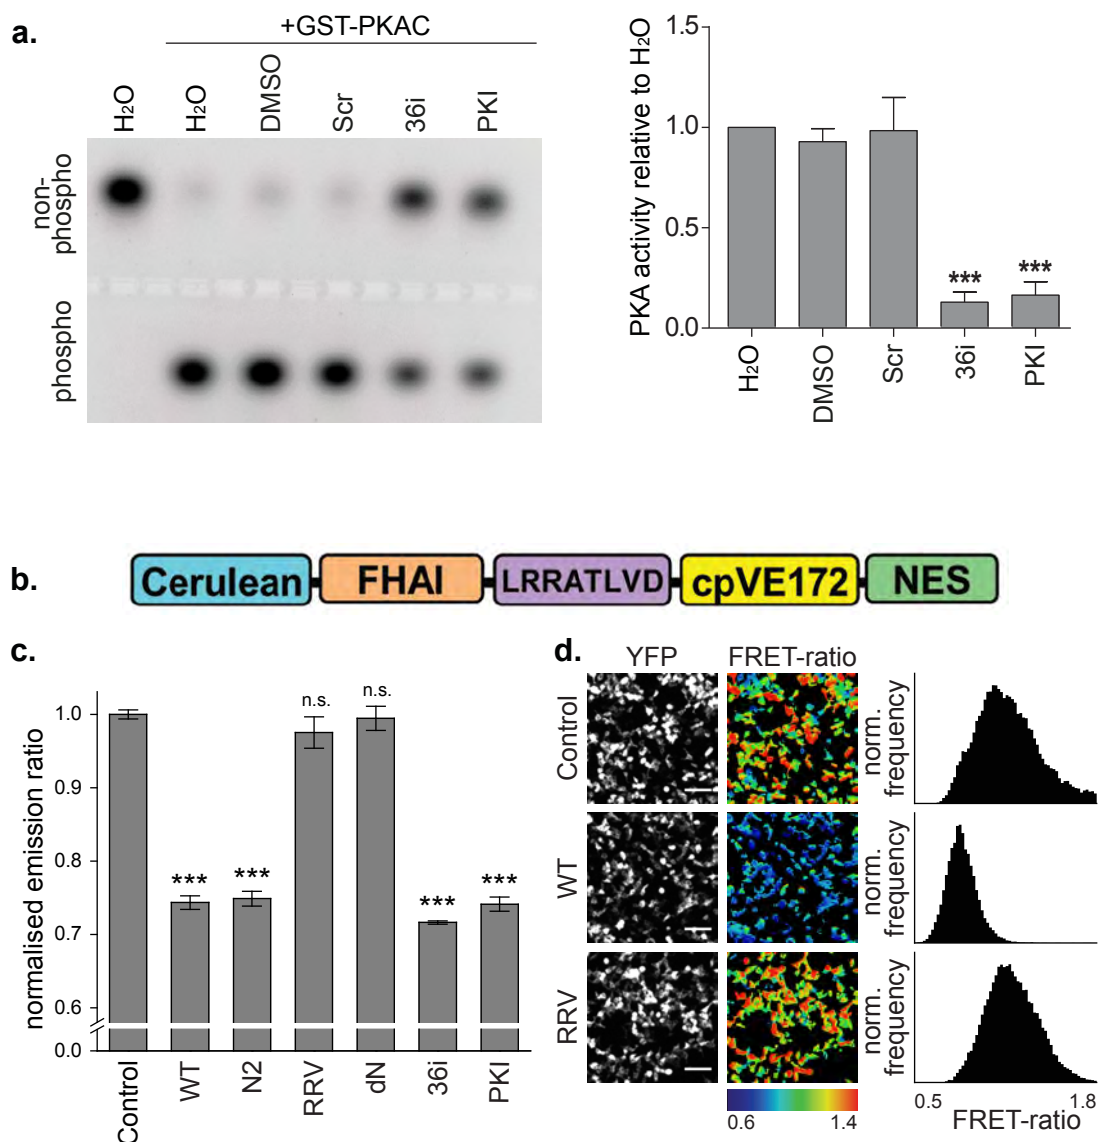 a.
+GST-PKAC
H₂O
H₂O
DMSO
Scr
36i
PKI
non-
phospho
phospho
PKA activity relative to H₂O
1.5
1.0
0.5
0.0
***
***
H₂O
DMSO
Scr
36i
PKI
b.
Cerulean
FHAI
LRRATLVD
cpVE172
NES
c.
normalised emission ratio
1.0
0.9
0.8
0.7
0.6
0.0
***
***
n.s.
n.s.
***
***
Control
WT
N2
RRV
dN
36i
PKI
d.
YFP
FRET-ratio
Control
norm.
frequency
WT
norm.
frequency
RRV
norm.
frequency
0.6
1.4
0.5
1.8
FRET-ratio